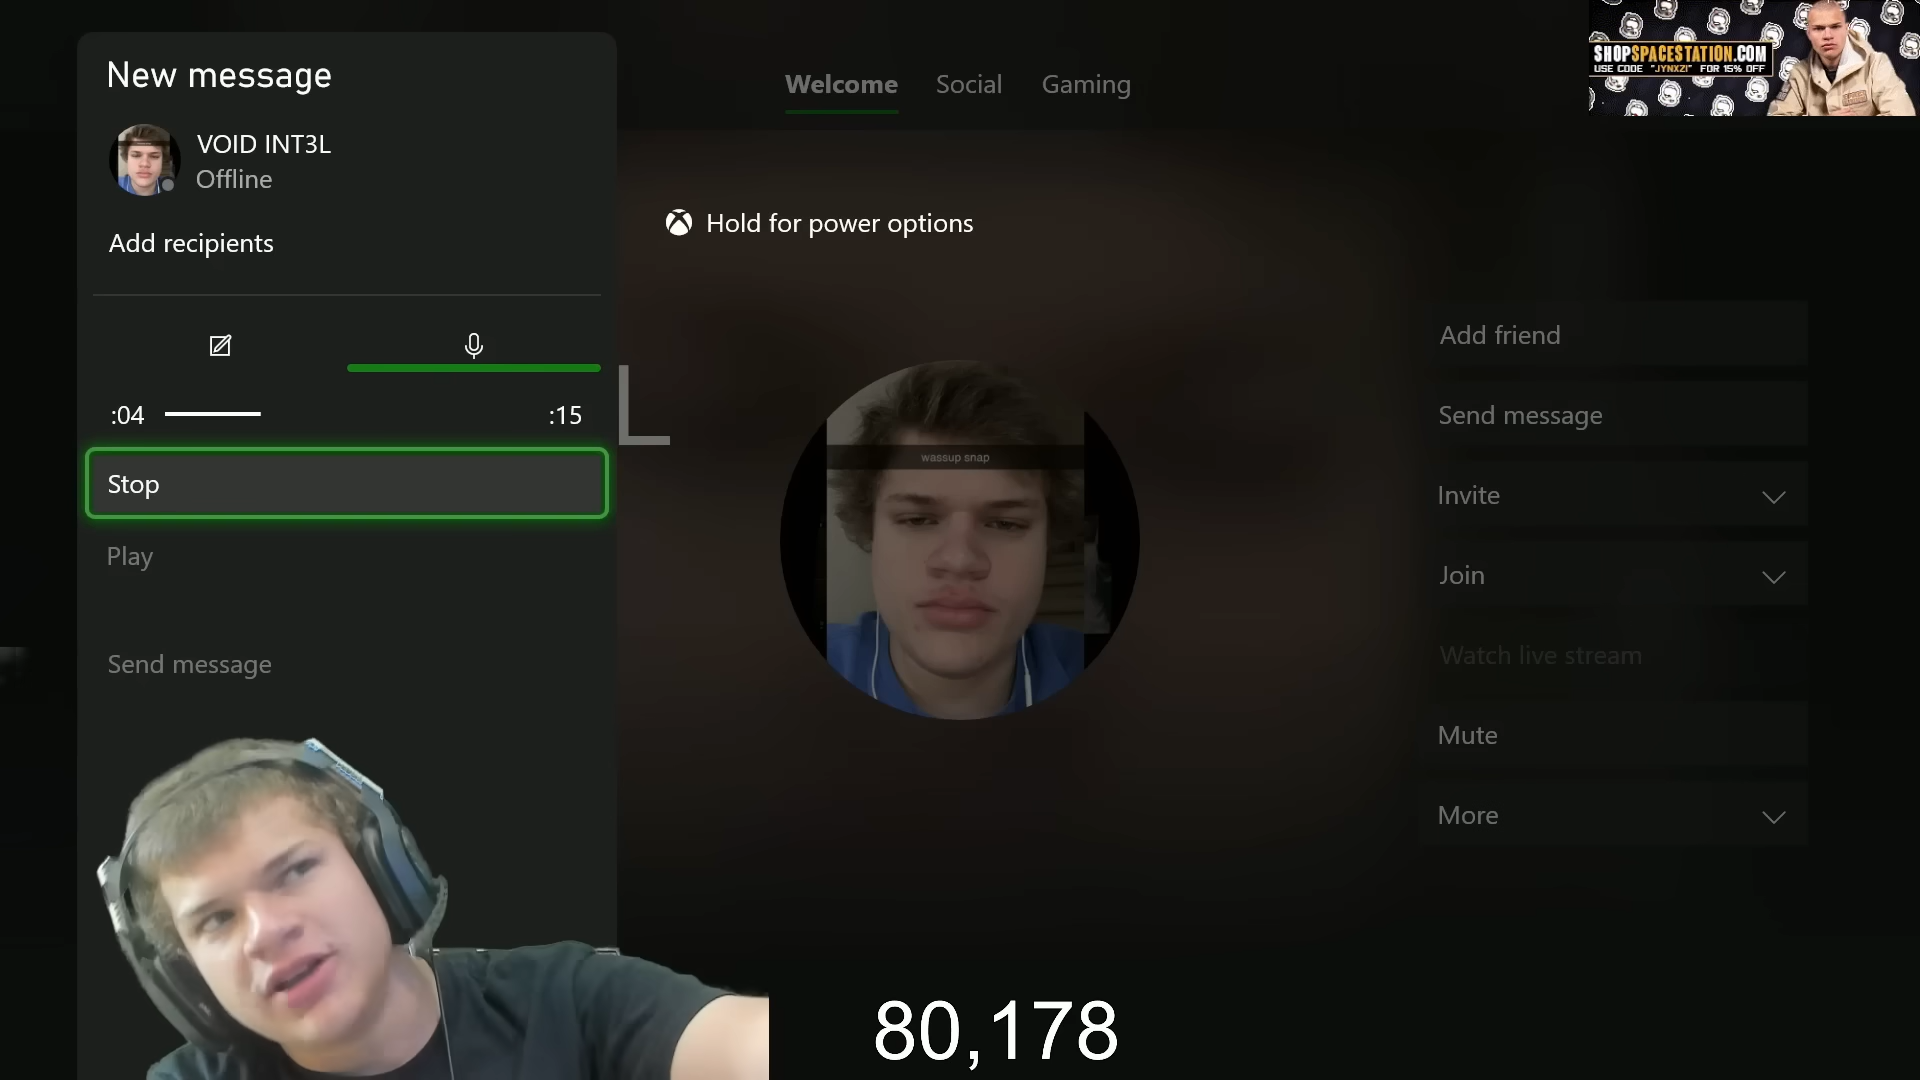 New message
VOID INT3L
Offline
Add recipients
:04
:15
Stop
Play
Send message
Welcome
Social
Gaming
Hold for power options
L
wassup snap
Add friend
Send message
Invite
Join
Watch live stream
Mute
More
SHOPSPACESTATION.COM
USE CODE "JYNXZI" FOR 15% OFF
80,178